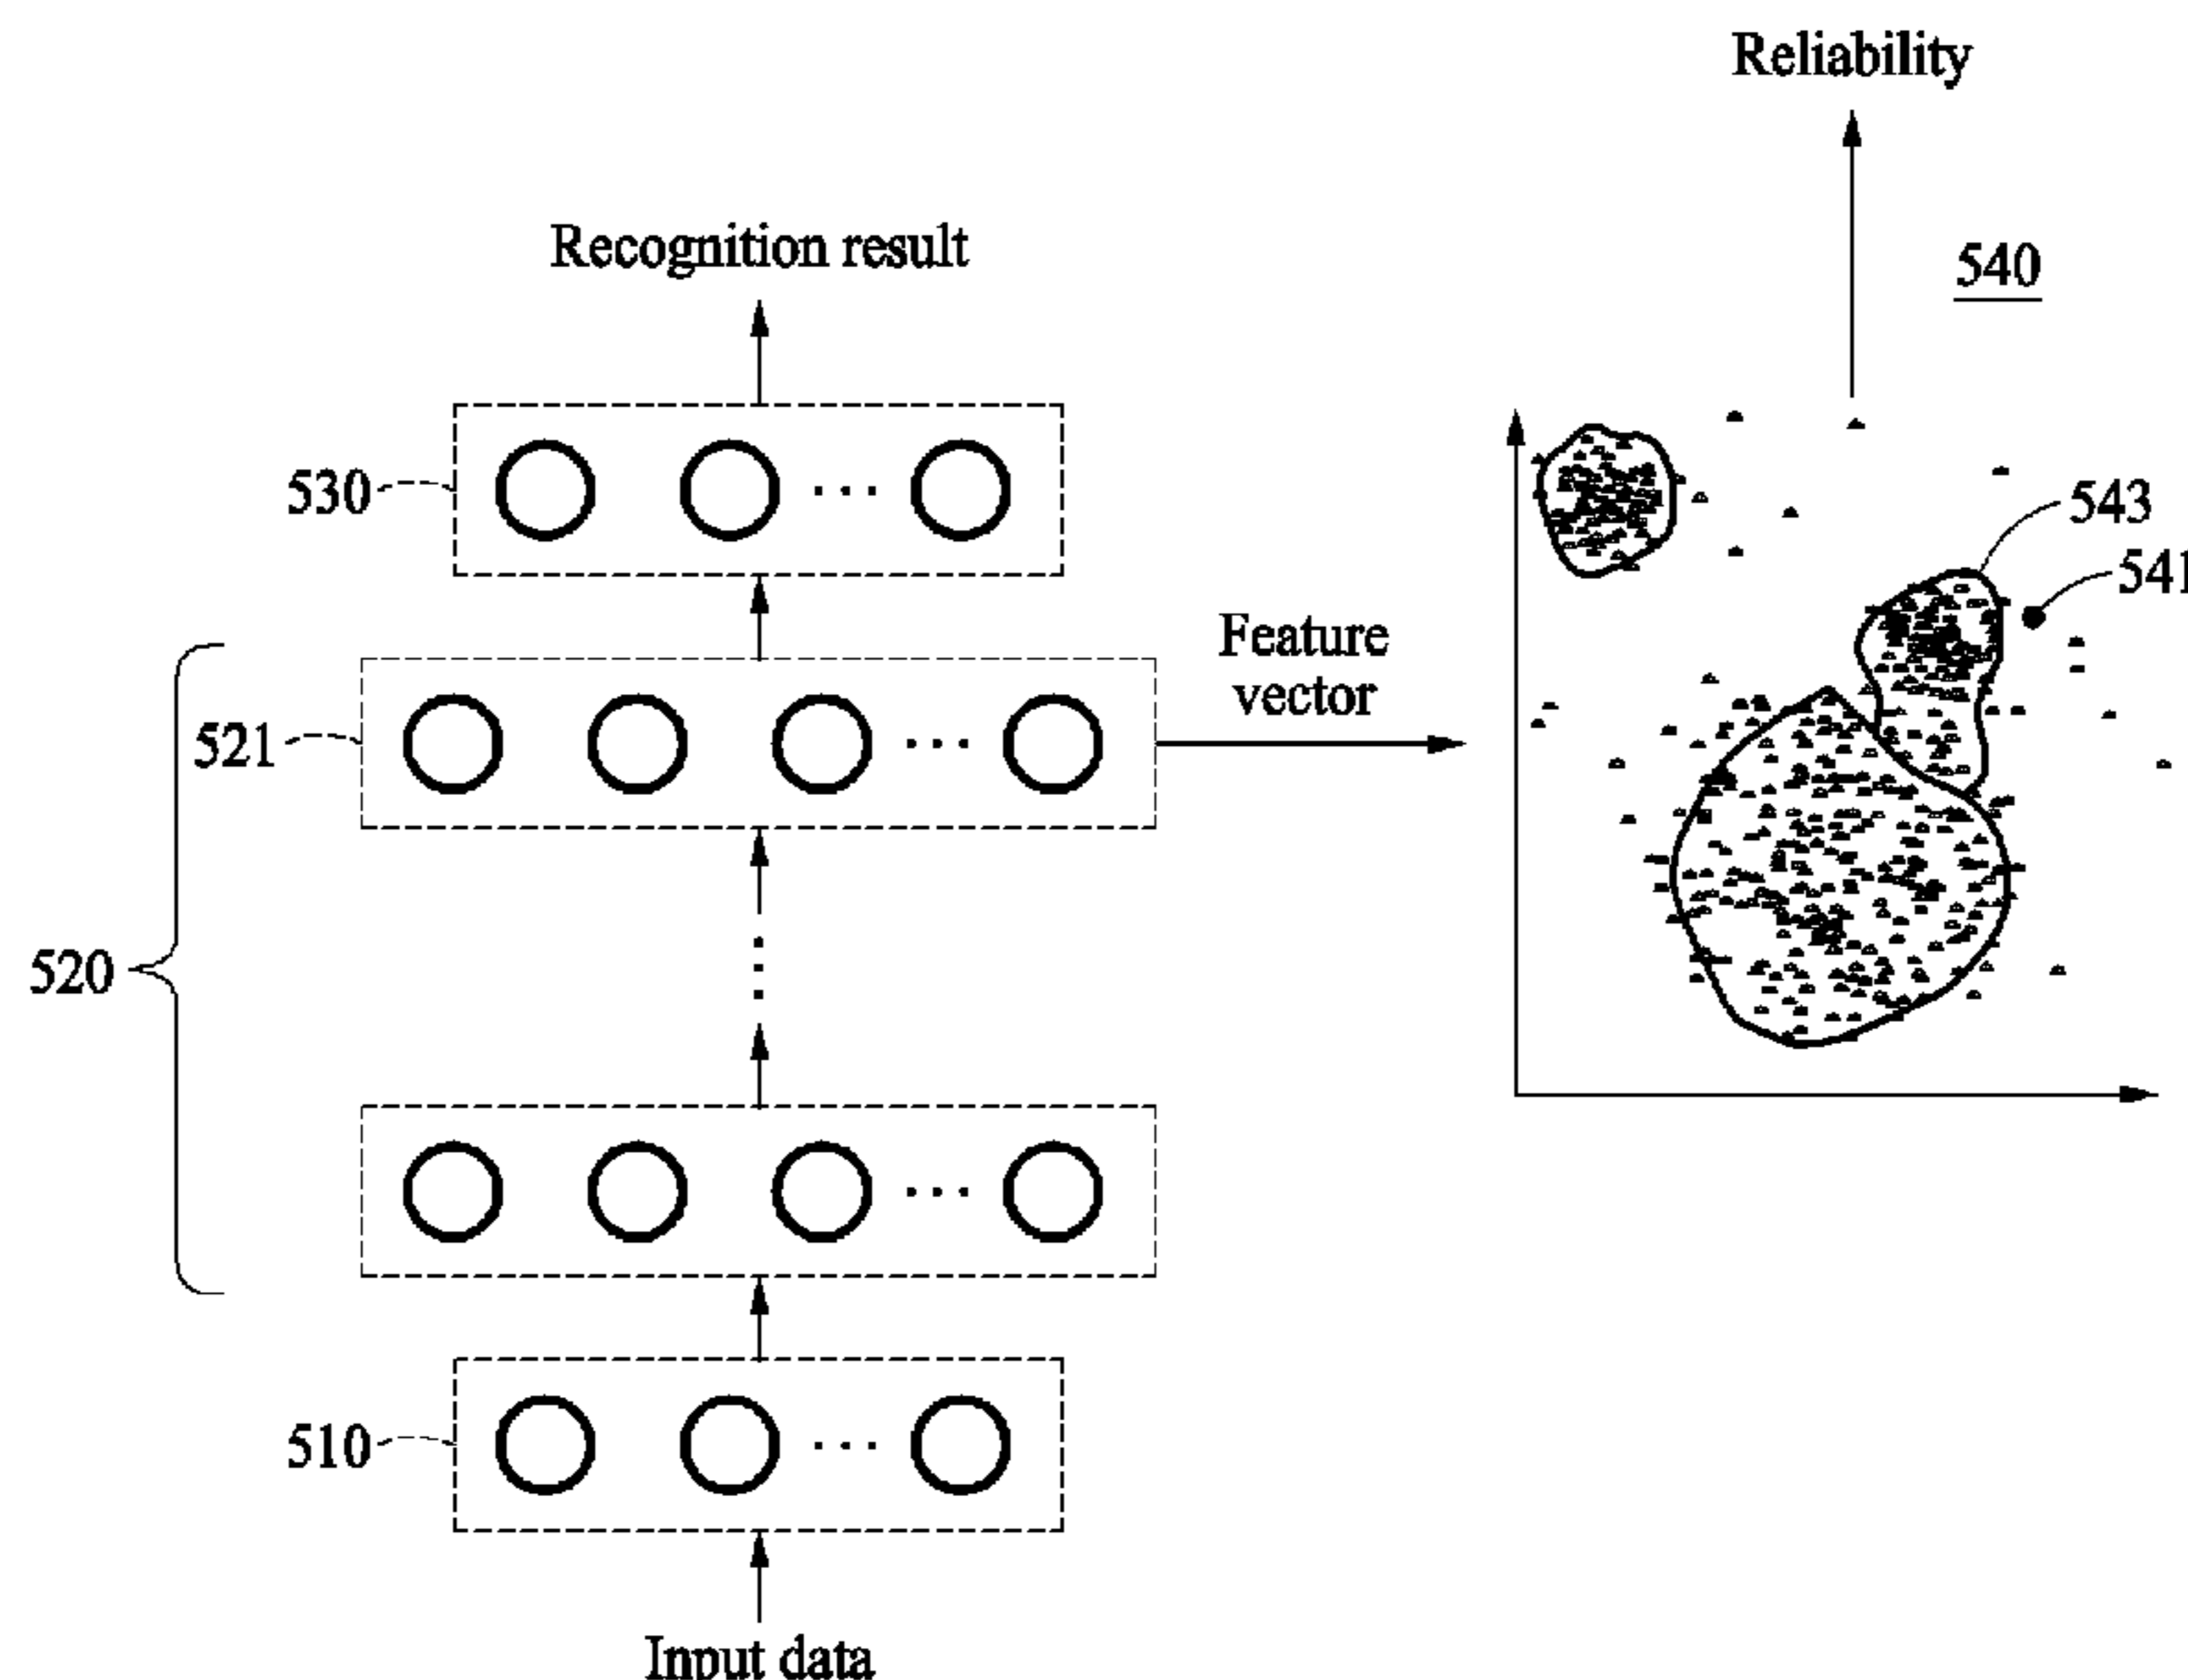 Reliability
540
Recognition result
530
543
541
Feature
vector
521
520
510
Input data